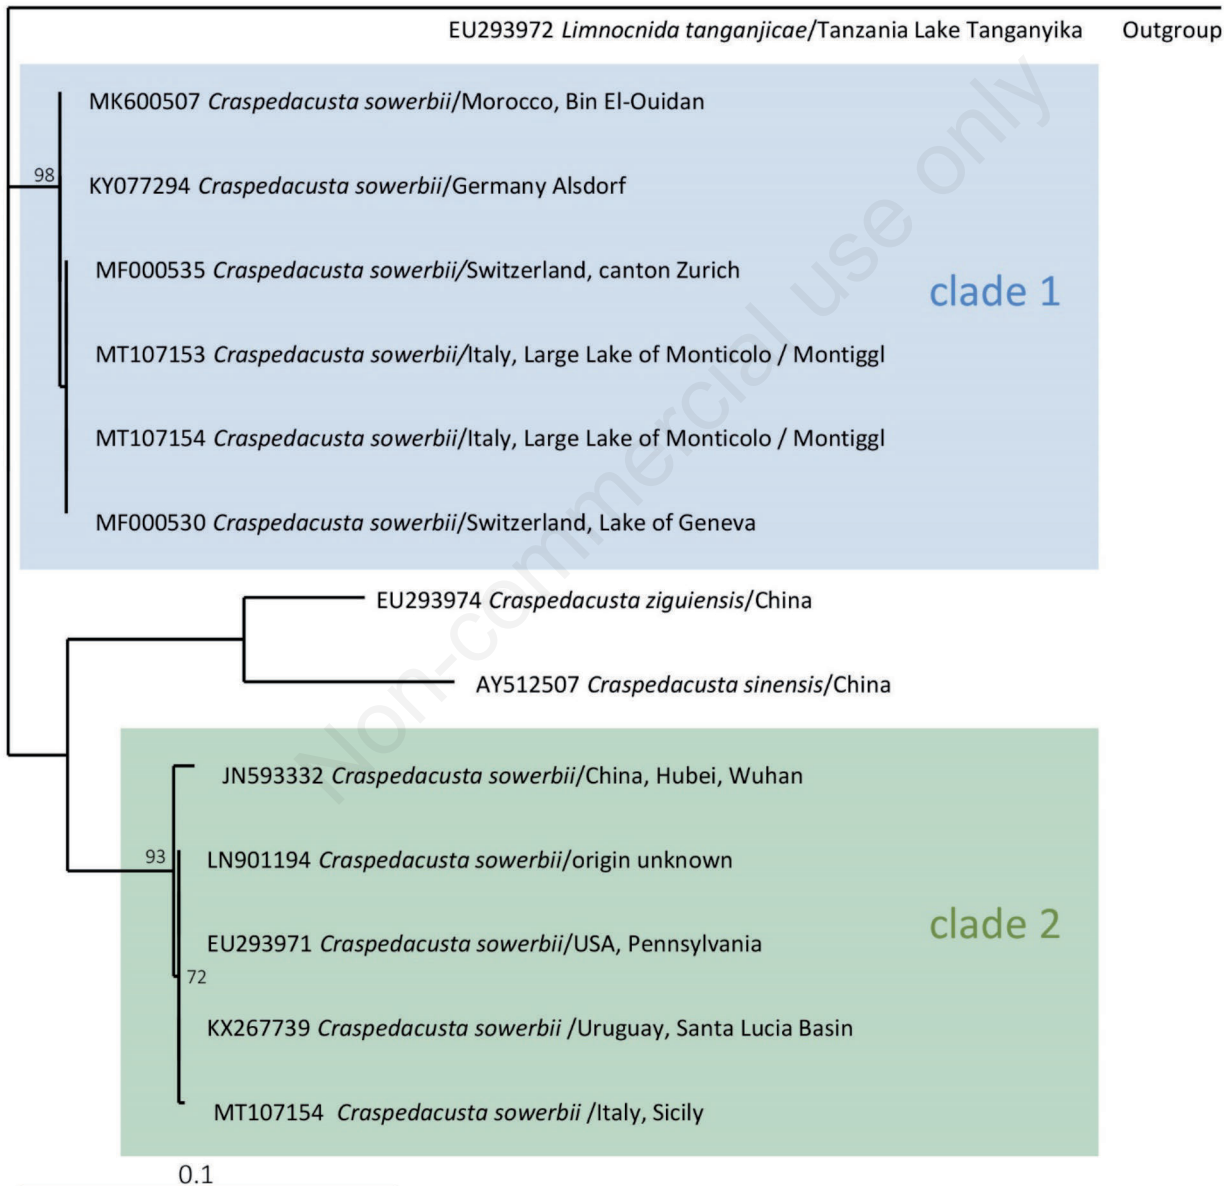 EU293972 Limnocnida tanganjicae/Tanzania Lake Tanganyika Outgroup
MK600507 Craspedacusta sowerbii/Morocco, Bin El-Ouidan
98
KY077294 Craspedacusta sowerbii/Germany Alsdorf
MF000535 Craspedacusta sowerbii/Switzerland, canton Zurich
clade 1
MT107153 Craspedacusta sowerbii/Italy, Large Lake of Monticolo / Montiggl
MT107154 Craspedacusta sowerbii/Italy, Large Lake of Monticolo / Montiggl
MF000530 Craspedacusta sowerbii/Switzerland, Lake of Geneva
EU293974 Craspedacusta ziguiensis/China
AY512507 Craspedacusta sinensis/China
JN593332 Craspedacusta sowerbii/China, Hubei, Wuhan
93
LN901194 Craspedacusta sowerbii/origin unknown
clade 2
EU293971 Craspedacusta sowerbii/USA, Pennsylvania
72
KX267739 Craspedacusta sowerbii /Uruguay, Santa Lucia Basin
MT107154 Craspedacusta sowerbii /Italy, Sicily
0.1
Non-commercial use only